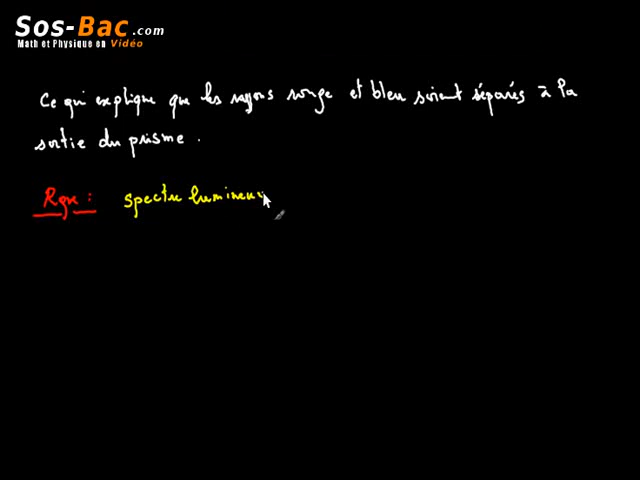 Sos-Bac.com
Math et Physique en Vidéo
Ce qui explique que les rayons rouge et bleu soient séparés à la
sortie du prisme.
Rqu : spectre lumineux